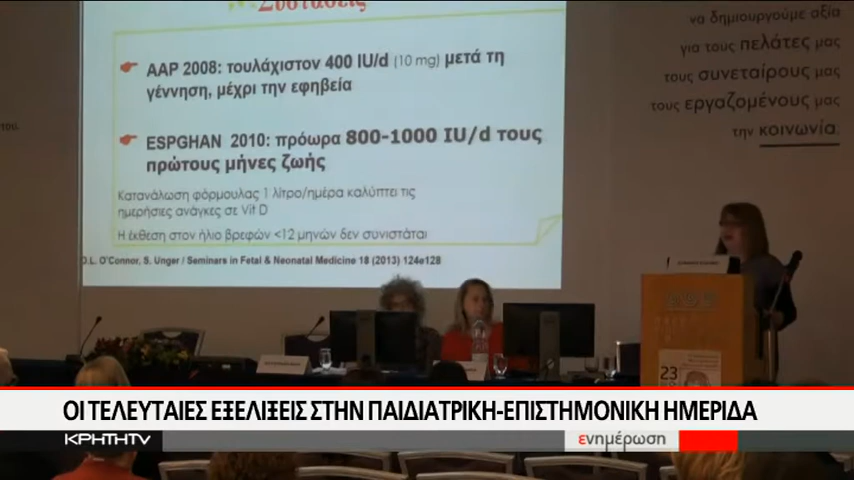 Συστάσεις
AAP 2008: τουλάχιστον 400 IU/d (10 mg) μετά τη
γέννηση, μέχρι την εφηβεία
ESPGHAN 2010: πρόωρα 800-1000 IU/d τους
πρώτους μήνες ζωής
Κατανάλωση φόρμουλας 1 λίτρο/ημέρα καλύπτει τις
ημερήσιες ανάγκες σε Vit D
Η έκθεση στον ήλιο βρεφών <12 μηνών δεν συνιστάται
D.L. O'Connor, S. Unger / Seminars in Fetal & Neonatal Medicine 18 (2013) 124e128
να δημιουργούμε αξία
για τους πελάτες μας
τους συνεταίρους μας
τους εργαζομένους μας
την κοινωνία.
του.
23
ΟΙ ΤΕΛΕΥΤΑΙΕΣ ΕΞΕΛΙΞΕΙΣ ΣΤΗΝ ΠΑΙΔΙΑΤΡΙΚΗ-ΕΠΙΣΤΗΜΟΝΙΚΗ ΗΜΕΡΙΔΑ
ΚΡΗΤΗTV
ενημέρωση